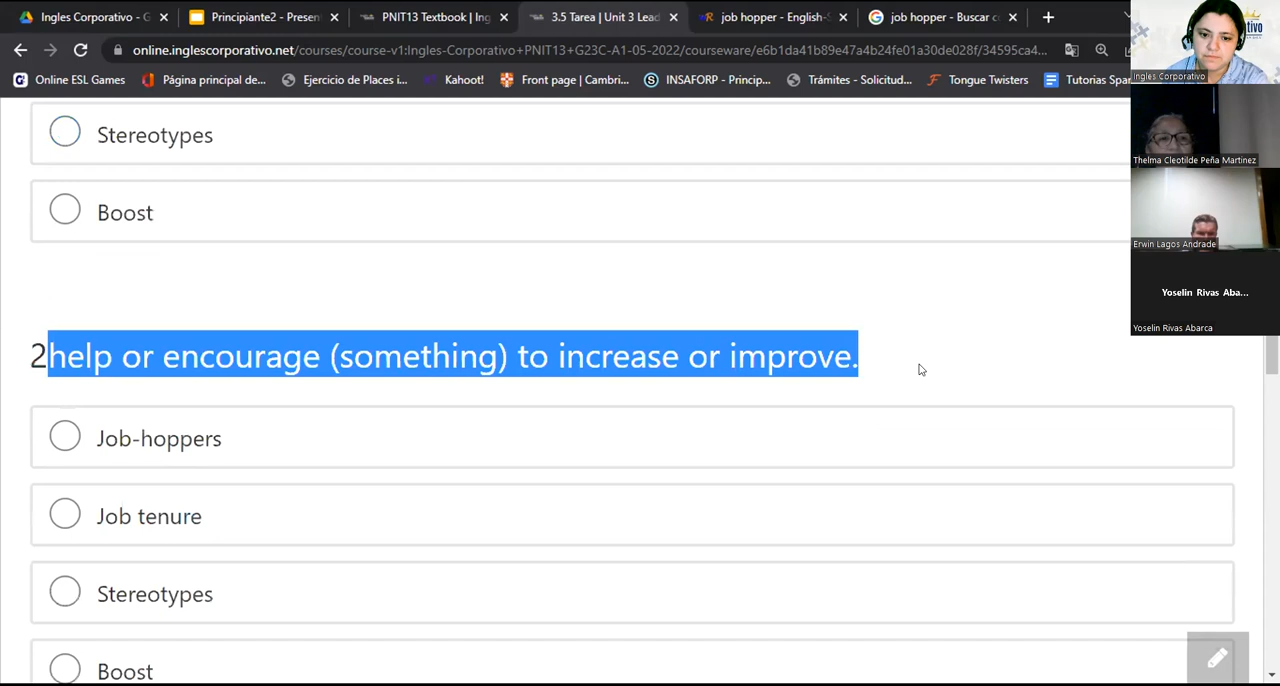 Ingles Corporativo - G
Principiante2 - Present
PNIT13 Textbook | Ing
3.5 Tarea | Unit 3 Lead
job hopper - English-S
job hopper - Buscar c
online.inglescorporativo.net/courses/course-v1:Ingles-Corporativo+PNIT13+G23C-A1-05-2022/courseware/e6b1da41b89e47a4b24fe01a30de028f/34595ca4...
Online ESL Games
Página principal de...
Ejercicio de Places i...
Kahoot!
Front page | Cambri...
INSAFORP - Princip...
Trámites - Solicitud...
Tongue Twisters
Tutorias Spar
Ingles Corporativo
Thelma Cleotilde Peña Martinez
Erwin Lagos Andrade
Yoselin Rivas Aba...
Yoselin Rivas Abarca
Stereotypes
Boost
2help or encourage (something) to increase or improve.
Job-hoppers
Job tenure
Stereotypes
Boost